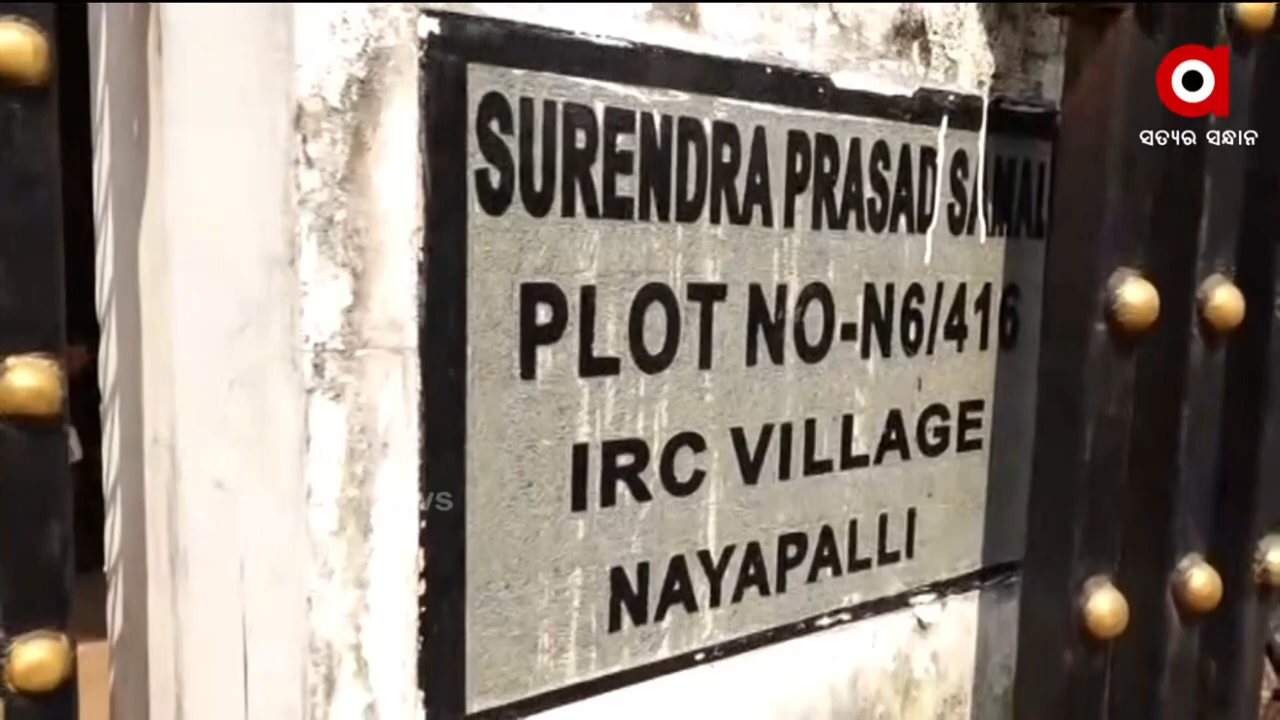 SURENDRA PRASAD SAMAL
PLOT NO-N6/416
IRC VILLAGE
NAYAPALLI
ସତ୍ୟର ସନ୍ଧାନ